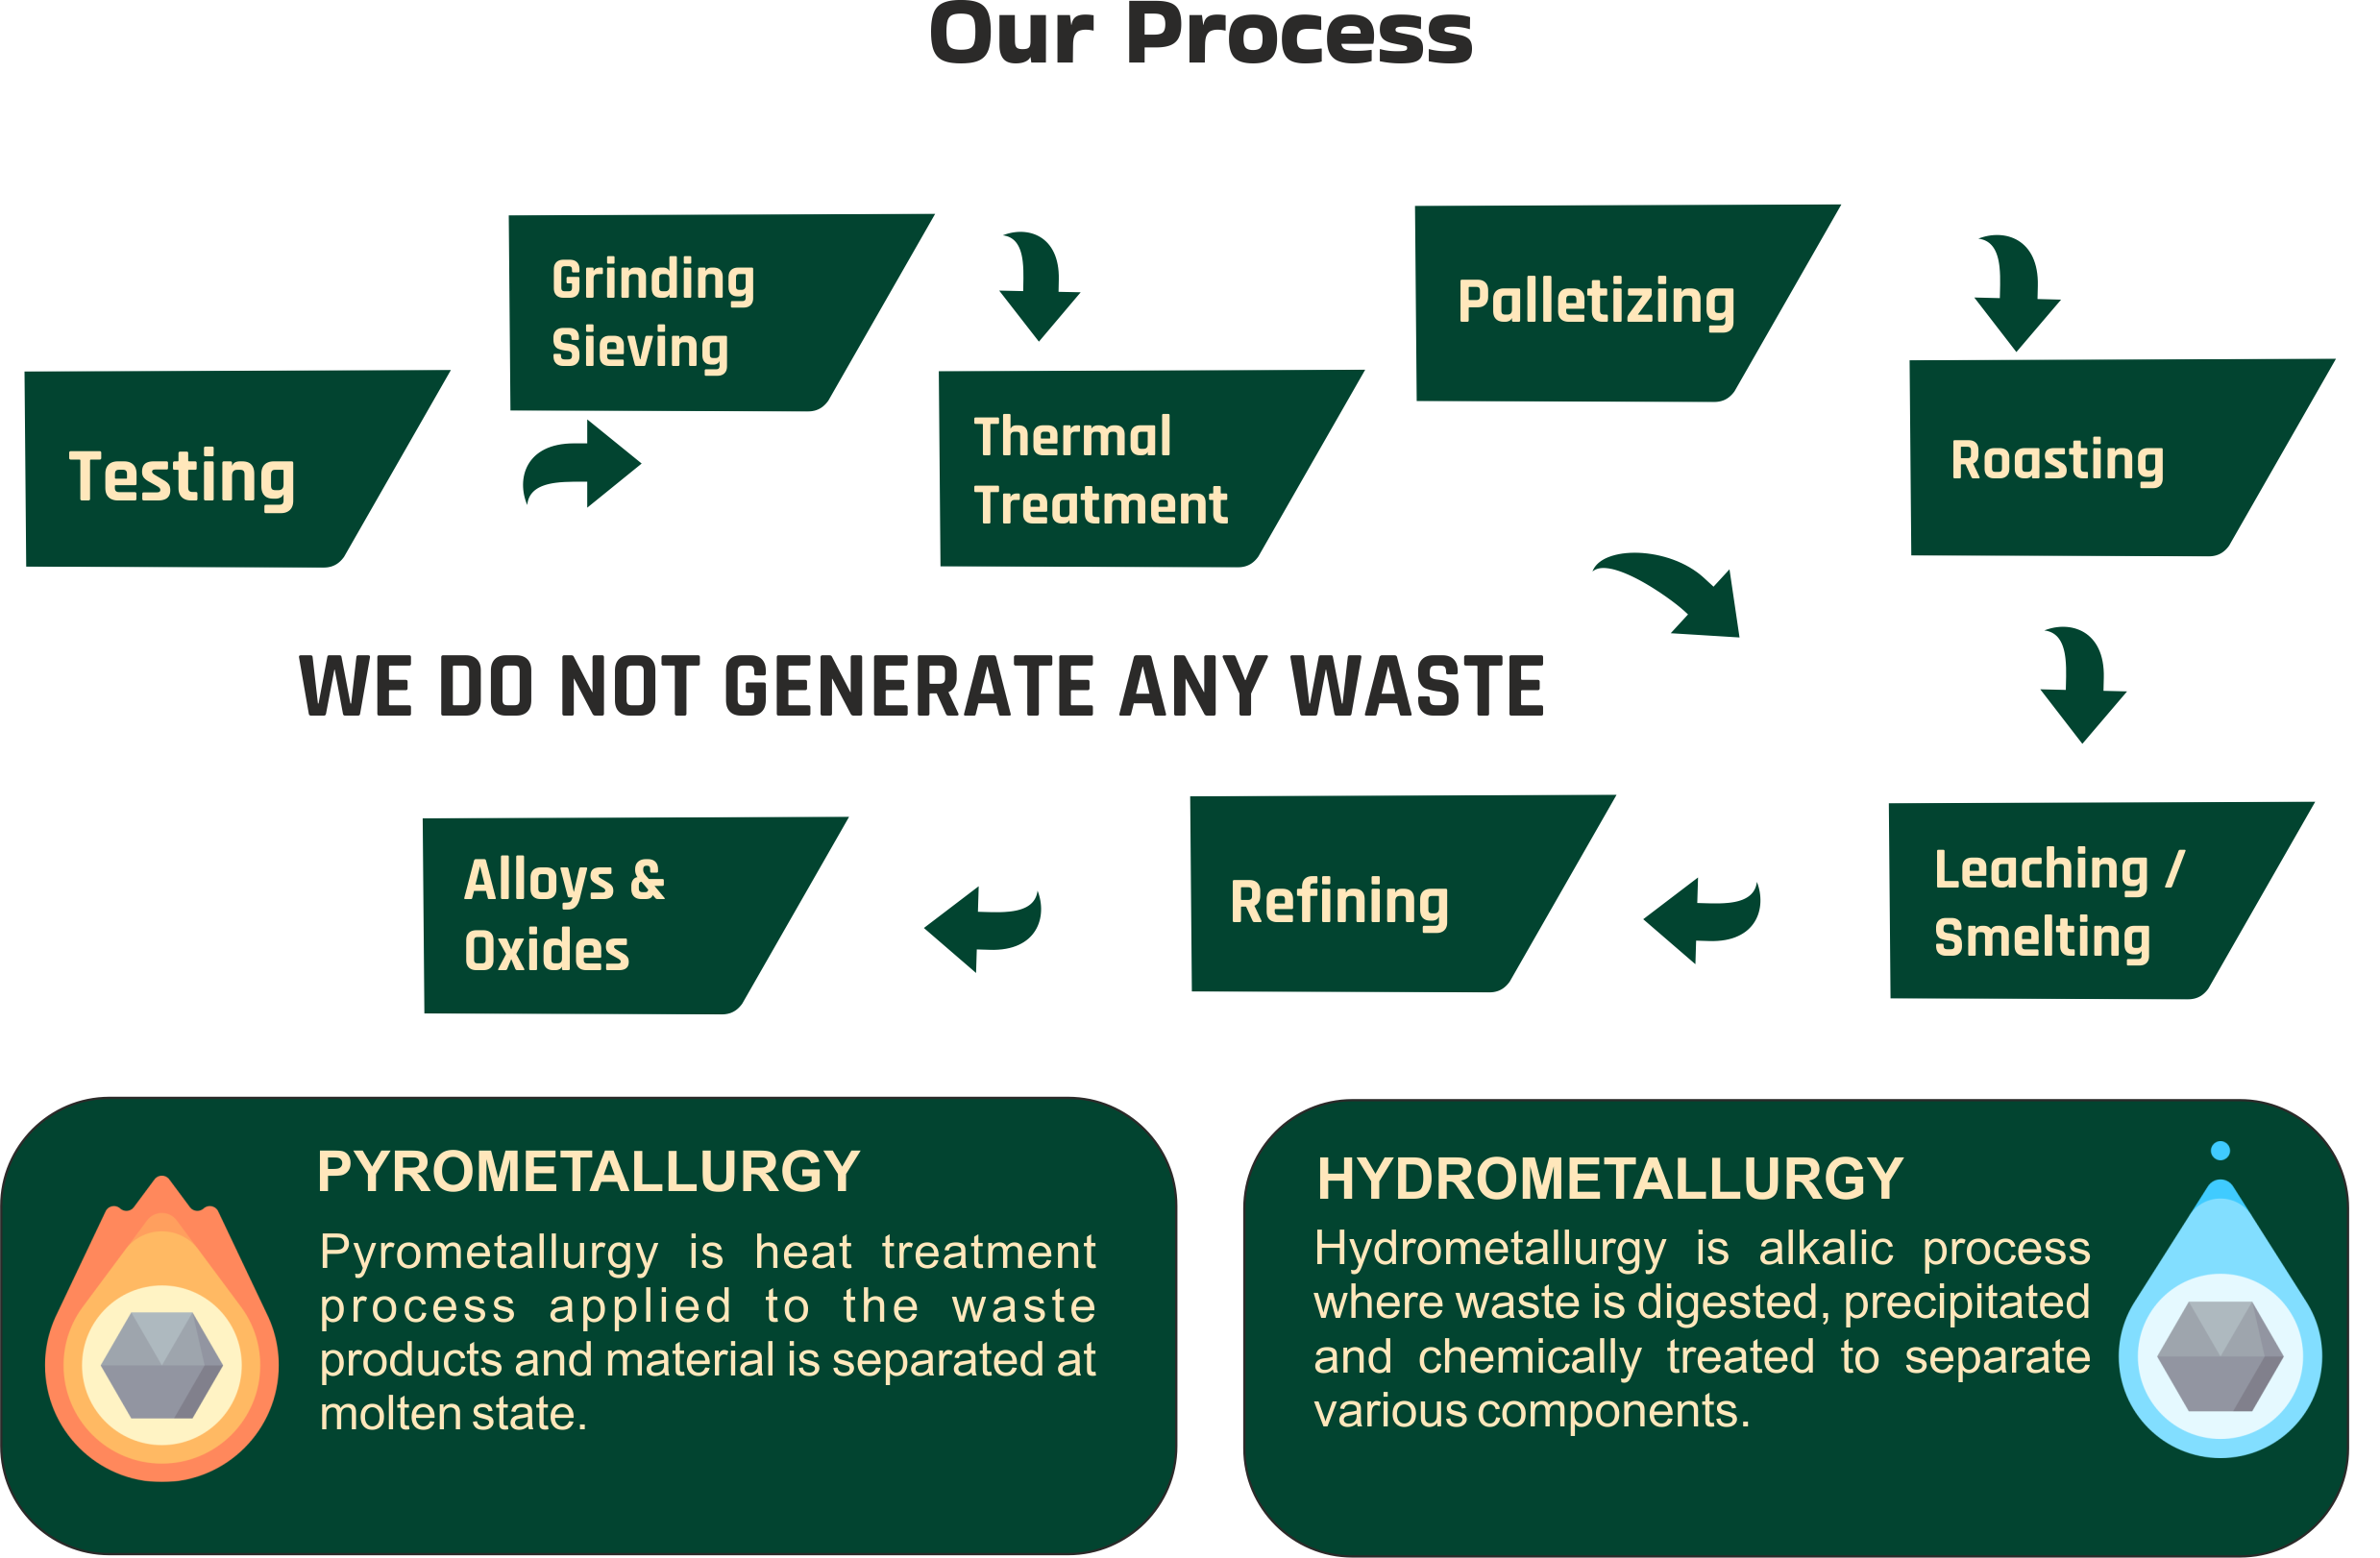 Our Process
Testing
Grinding
Sieving
Thermal
Treatment
Palletizing
Roasting
WE DO NOT GENERATE ANY WASTE
Leaching /
Smelting
Refining
Alloys &
Oxides
PYROMETALLURGY
Pyrometallurgy is heat treatment
process applied to the waste
products and material is separated at
molten state.
HYDROMETALLURGY
Hydrometallurgy is alkalic process
where waste is digested, precipitated
and chemically treated to separate
various components.